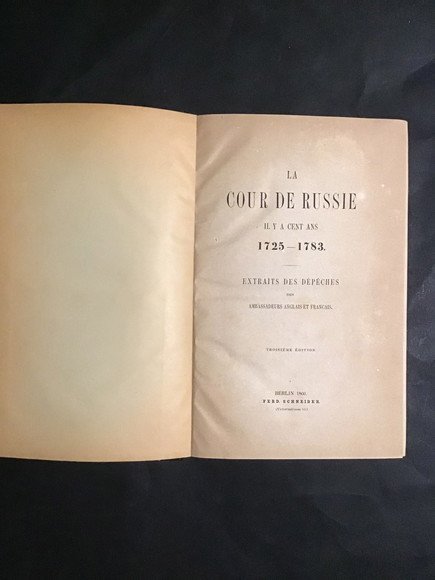 LA
COUR DE RUSSIE
IL Y A CENT ANS
1725—1783.
EXTRAITS DES DÉPÊCHES
DES
AMBASSADEURS ANGLAIS ET FRANÇAIS.
TROISIÈME ÉDITION
BERLIN 1860.
FERD. SCHNEIDER.